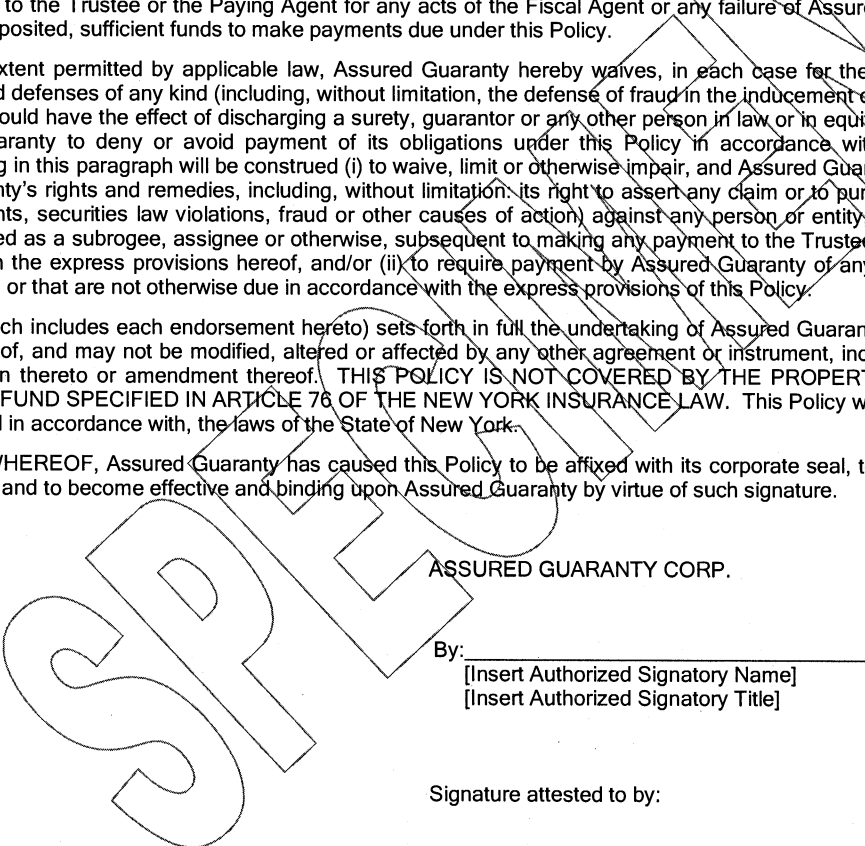 to the Trustee or the Paying Agent for any acts of the Fiscal Agent or any failure of Assur
posited, sufficient funds to make payments due under this Policy.
xtent permitted by applicable law, Assured Guaranty hereby waives, in each case for the
d defenses of any kind (including, without limitation, the defense of fraud in the inducement
ould have the effect of discharging a surety, guarantor or any other person in law or in equi
aranty to deny or avoid payment of its obligations under this Policy in accordance wit
g in this paragraph will be construed (i) to waive, limit or otherwise impair, and Assured Guar
nty's rights and remedies, including, without limitation: its right to assert any claim or to pur
nts, securities law violations, fraud or other causes of action) against any person or entity
ed as a subrogee, assignee or otherwise, subsequent to making any payment to the Trustee
n the express provisions hereof, and/or (ii) to require payment by Assured Guaranty of any
or that are not otherwise due in accordance with the express provisions of this Policy.
ch includes each endorsement hereto) sets forth in full the undertaking of Assured Guaran
of, and may not be modified, altered or affected by any other agreement or instrument, inc
n thereto or amendment thereof. THIS POLICY IS NOT COVERED BY THE PROPERT
FUND SPECIFIED IN ARTICLE 76 OF THE NEW YORK INSURANCE LAW. This Policy w
d in accordance with, the laws of the State of New York.
WHEREOF, Assured Guaranty has caused this Policy to be affixed with its corporate seal, t
and to become effective and binding upon Assured Guaranty by virtue of such signature.
SPECIMEN
ASSURED GUARANTY CORP.
By:
[Insert Authorized Signatory Name]
[Insert Authorized Signatory Title]
Signature attested to by: